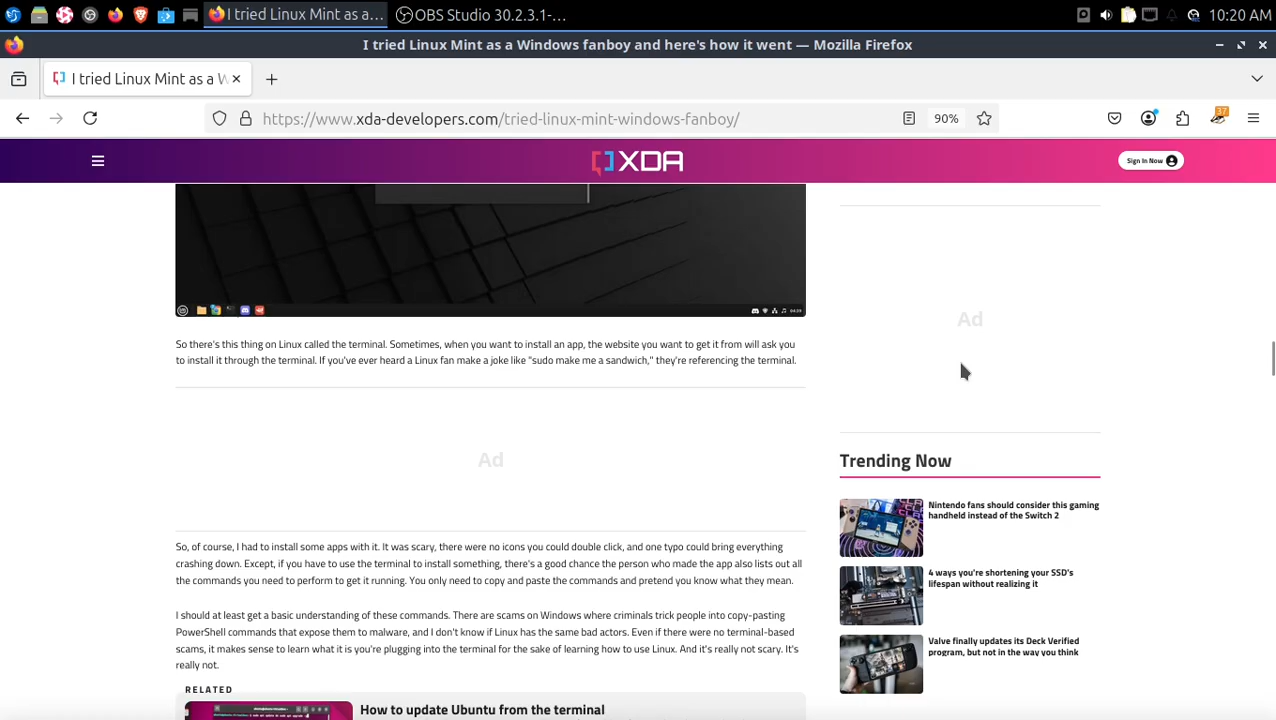 I tried Linux Mint as a...
OBS Studio 30.2.3.1-...
37
10:20 AM
I tried Linux Mint as a Windows fanboy and here's how it went — Mozilla Firefox
I tried Linux Mint as a W
https://www.xda-developers.com/tried-linux-mint-windows-fanboy/
90%
XDA
Sign In Now
04:59
So there's this thing on Linux called the terminal. Sometimes, when you want to install an app, the website you want to get it from will ask you
to install it through the terminal. If you've ever heard a Linux fan make a joke like "sudo make me a sandwich," they're referencing the terminal.
Ad
So, of course, I had to install some apps with it. It was scary, there were no icons you could double click, and one typo could bring everything
crashing down. Except, if you have to use the terminal to install something, there's a good chance the person who made the app also lists out all
the commands you need to perform to get it running. You only need to copy and paste the commands and pretend you know what they mean.
I should at least get a basic understanding of these commands. There are scams on Windows where criminals trick people into copy-pasting
PowerShell commands that expose them to malware, and I don't know if Linux has the same bad actors. Even if there were no terminal-based
scams, it makes sense to learn what it is you're plugging into the terminal for the sake of learning how to use Linux. And it's really not scary. It's
really not.
RELATED
How to update Ubuntu from the terminal
Ad
Trending Now
Nintendo fans should consider this gaming
handheld instead of the Switch 2
4 ways you're shortening your SSD's
lifespan without realizing it
Valve finally updates its Deck Verified
program, but not in the way you think